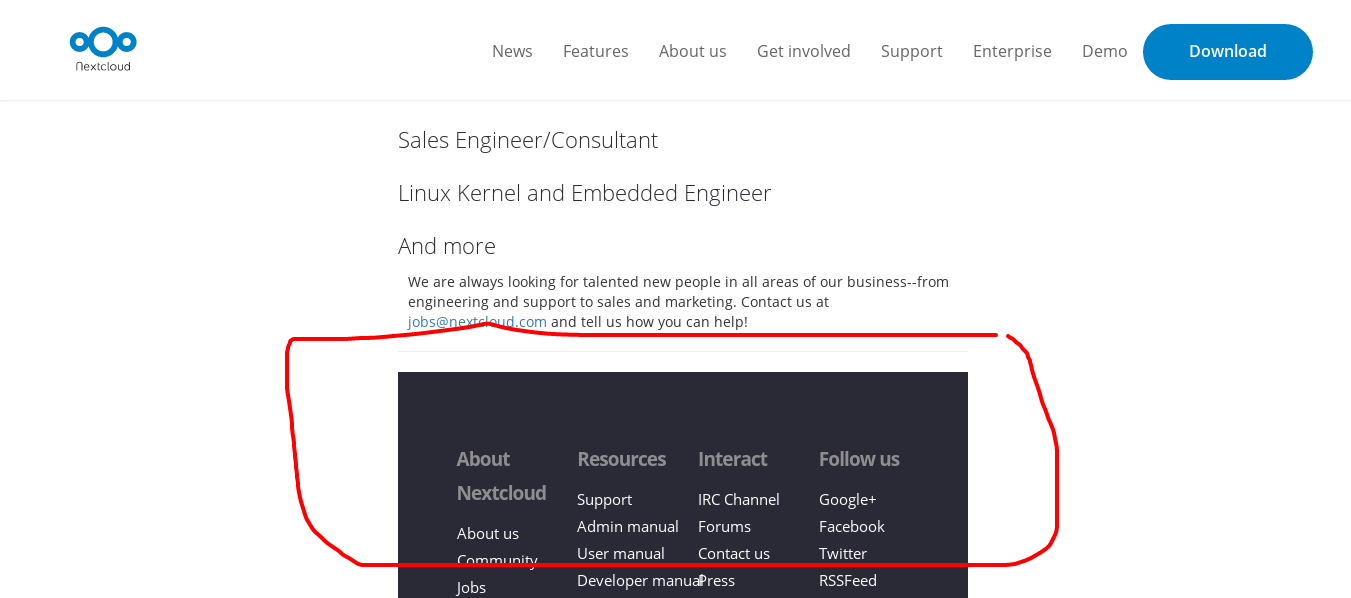 Nextcloud
News Features About us Get involved Support Enterprise Demo Download
Sales Engineer/Consultant
Linux Kernel and Embedded Engineer
And more
We are always looking for talented new people in all areas of our business--from
engineering and support to sales and marketing. Contact us at
jobs@nextcloud.com and tell us how you can help!
About
Nextcloud
About us
Community
Jobs
Resources
Support
Admin manual
User manual
Developer manual
Interact
IRC Channel
Forums
Contact us
Press
Follow us
Google+
Facebook
Twitter
RSSFeed